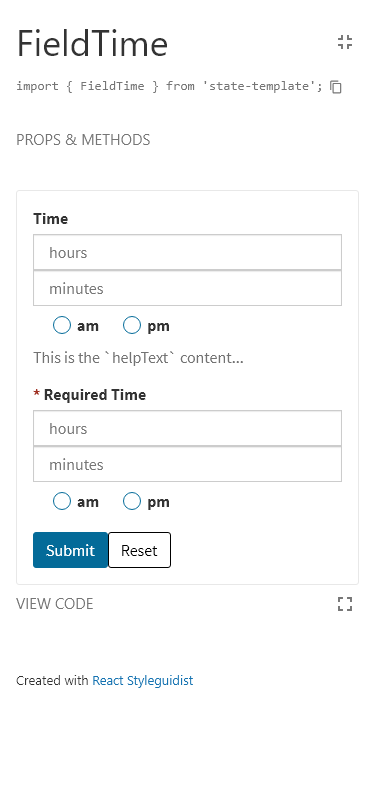 FieldTime
import { FieldTime } from 'state-template';
PROPS & METHODS
Time
hours
minutes
am pm
This is the `helpText` content...
* Required Time
hours
minutes
am pm
Submit Reset
VIEW CODE
Created with React Styleguidist